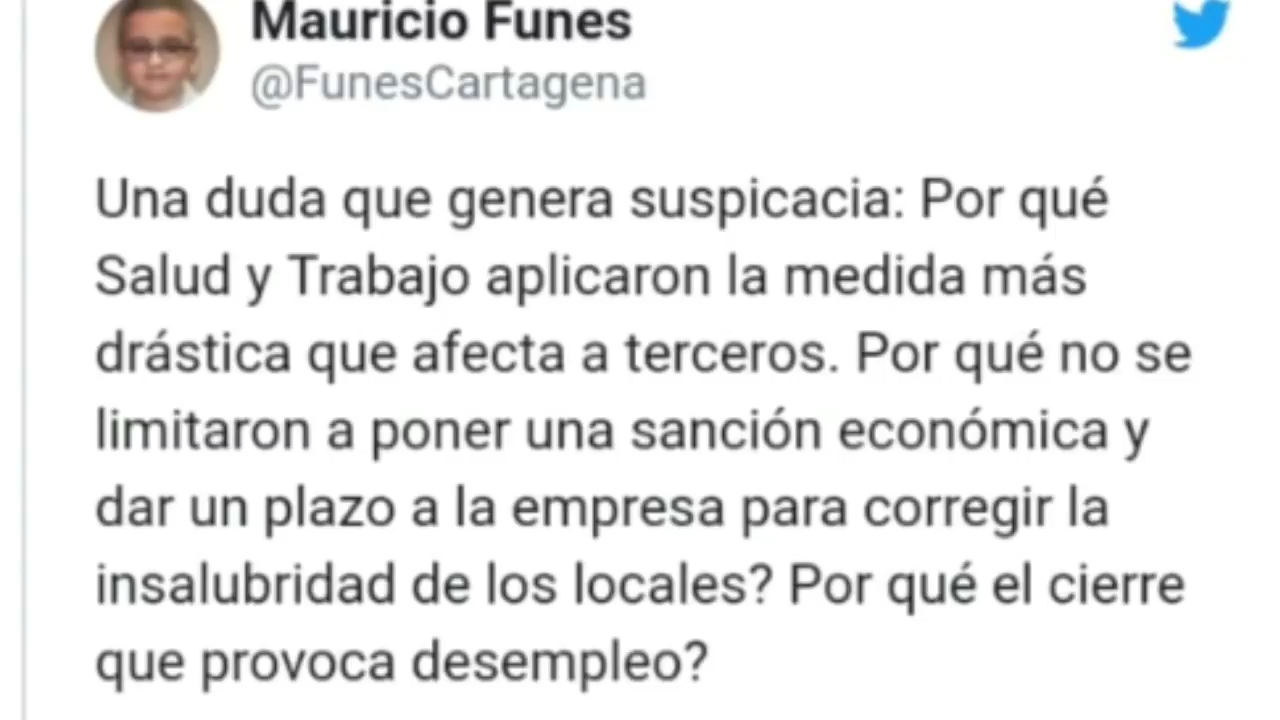 Mauricio Funes
@FunesCartagena
Una duda que genera suspicacia: Por qué
Salud y Trabajo aplicaron la medida más
drástica que afecta a terceros. Por qué no se
limitaron a poner una sanción económica y
dar un plazo a la empresa para corregir la
insalubridad de los locales? Por qué el cierre
que provoca desempleo?